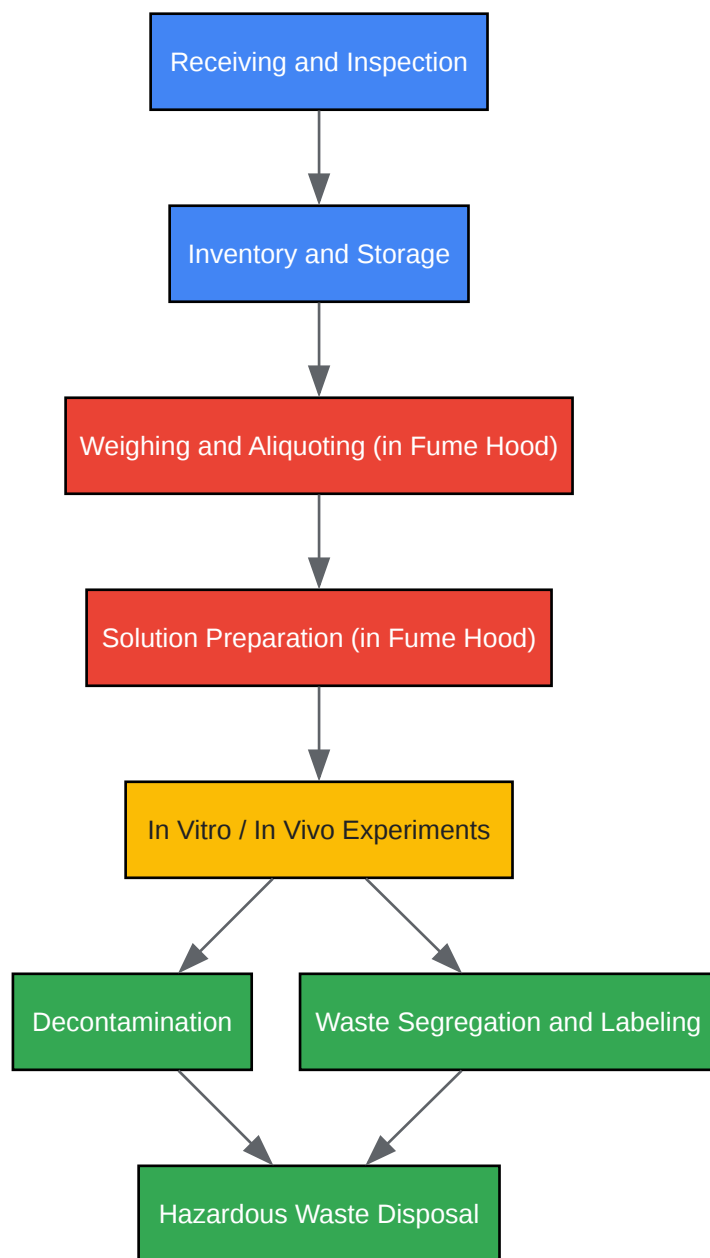 Receiving and Inspection
Inventory and Storage
Weighing and Aliquoting (in Fume Hood)
Solution Preparation (in Fume Hood)
In Vitro / In Vivo Experiments
Decontamination
Waste Segregation and Labeling
Hazardous Waste Disposal